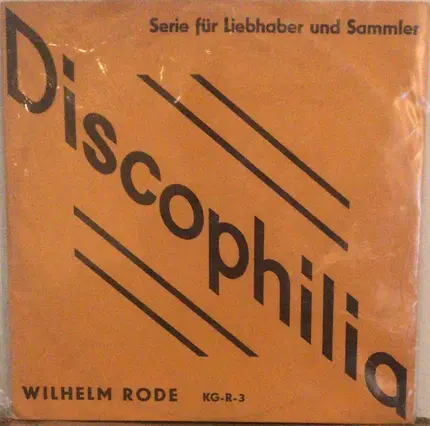 Serie für Liebhaber und Sammler
Discophilia
WILHELM RODE KG-R-3